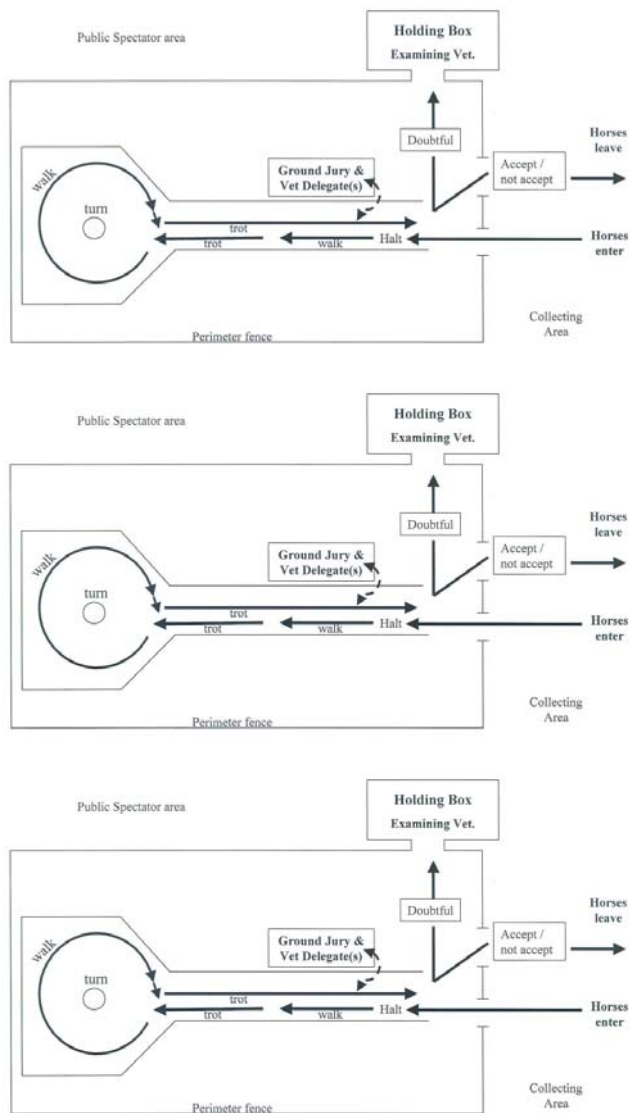 Holding Box
Examining Vet.
Public Spectator area
Doubtful
Horses
leave
Accept /
not accept
walk
Ground Jury &
Vet Delegate(s)
turn
trot
trot
walk
Halt
Horses
enter
Collecting
Area
Perimeter fence
Holding Box
Examining Vet.
Public Spectator area
Doubtful
Horses
leave
Accept /
not accept
walk
Ground Jury &
Vet Delegate(s)
turn
trot
trot
walk
Halt
Horses
enter
Collecting
Area
Perimeter fence
Holding Box
Examining Vet.
Public Spectator area
Doubtful
Horses
leave
Accept /
not accept
walk
Ground Jury &
Vet Delegate(s)
turn
trot
trot
walk
Halt
Horses
enter
Collecting
Area
Perimeter fence